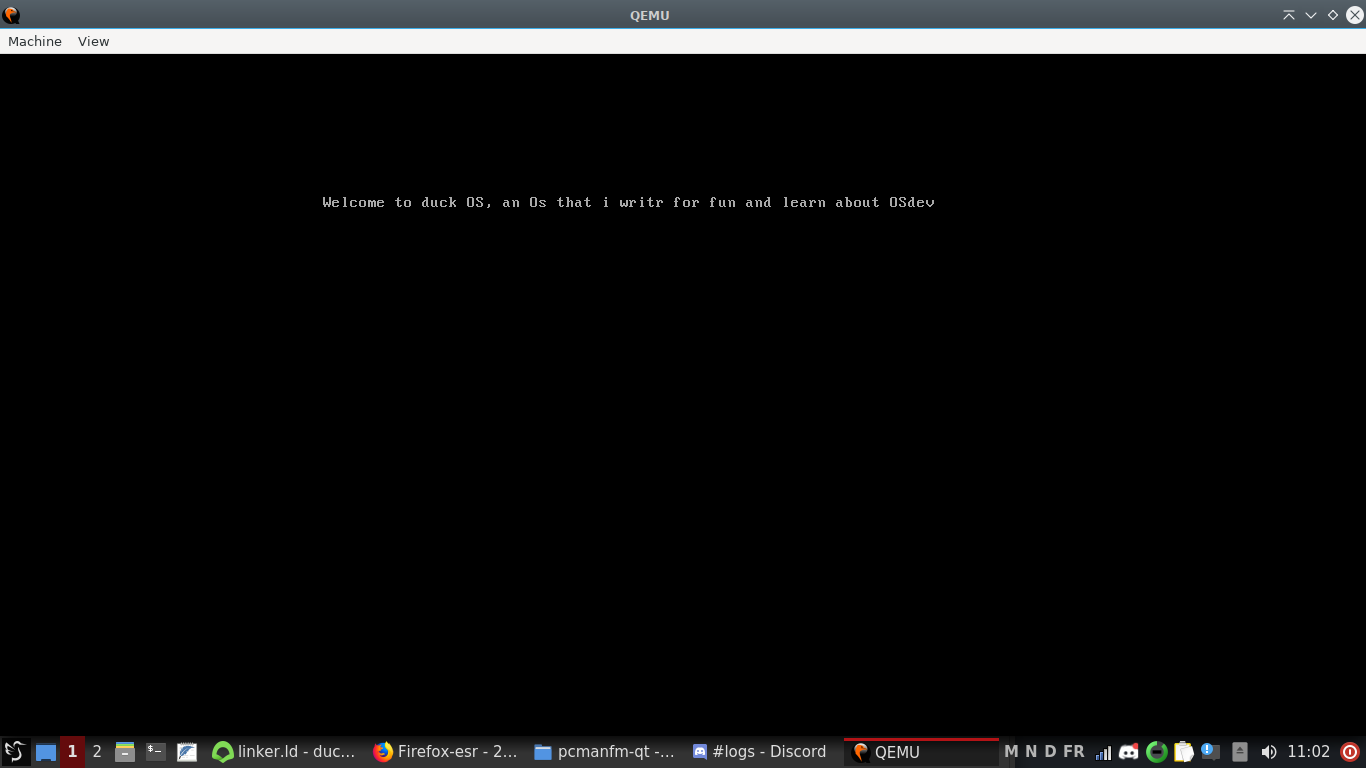 QEMU
Machine View
Welcome to duck OS, an Os that i writr for fun and learn about OSdev
1 2 linker.ld - duc... Firefox-esr - 2... pcmanfm-qt -... #logs - Discord QEMU M N D FR 11:02